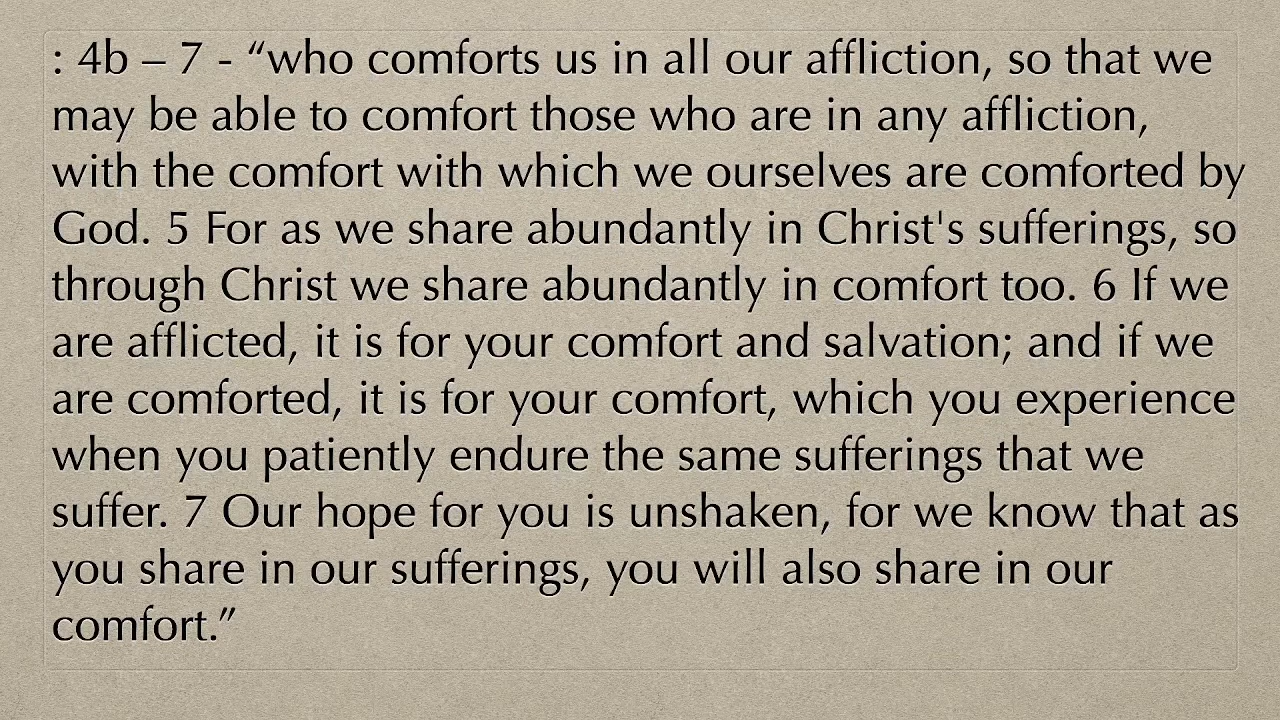 : 4b – 7 - “who comforts us in all our affliction, so that we
may be able to comfort those who are in any affliction,
with the comfort with which we ourselves are comforted by
God. 5 For as we share abundantly in Christ's sufferings, so
through Christ we share abundantly in comfort too. 6 If we
are afflicted, it is for your comfort and salvation; and if we
are comforted, it is for your comfort, which you experience
when you patiently endure the same sufferings that we
suffer. 7 Our hope for you is unshaken, for we know that as
you share in our sufferings, you will also share in our
comfort.”